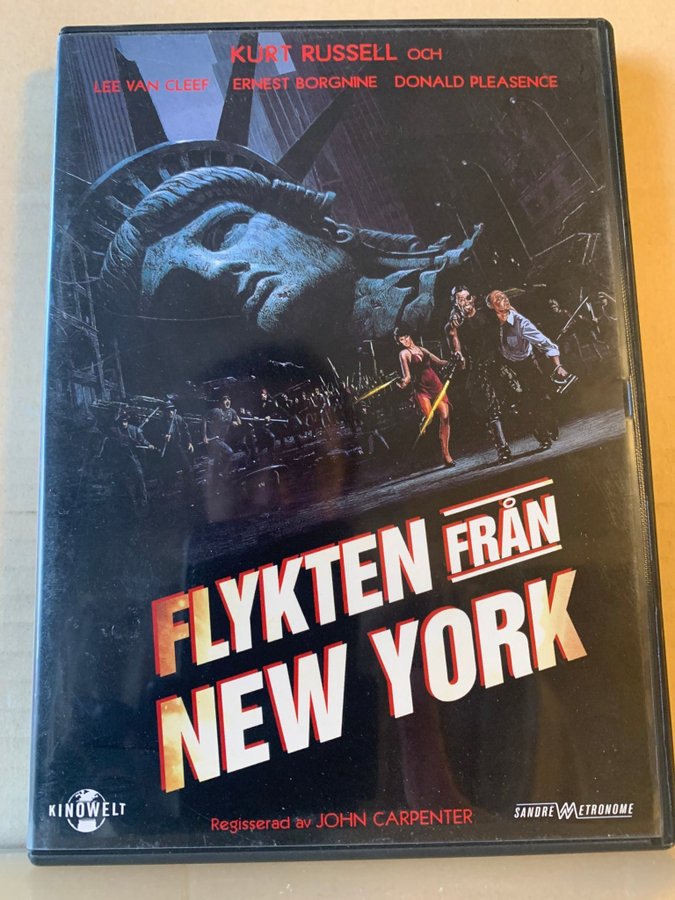 KURT RUSSELL OCH
LEE VAN CLEEF ERNEST BORGNINE DONALD PLEASENCE
FLYKTEN FRÅN
NEW YORK
Regisserad av JOHN CARPENTER
KINOWELT
SANDREW METRONOME